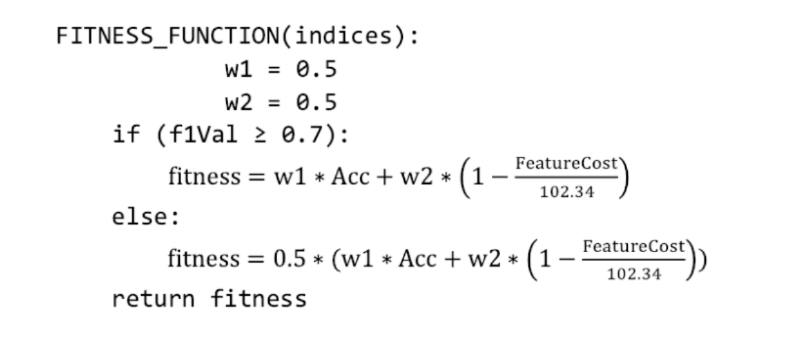 FITNESS_FUNCTION(indices):
w1 = 0.5
w2 = 0.5
if (f1Val ≥ 0.7):
fitness = w1 ∗ Acc + w2 ∗ (1 − FeatureCost/102.34)
else:
fitness = 0.5 ∗ (w1 ∗ Acc + w2 ∗ (1 − FeatureCost/102.34))
return fitness